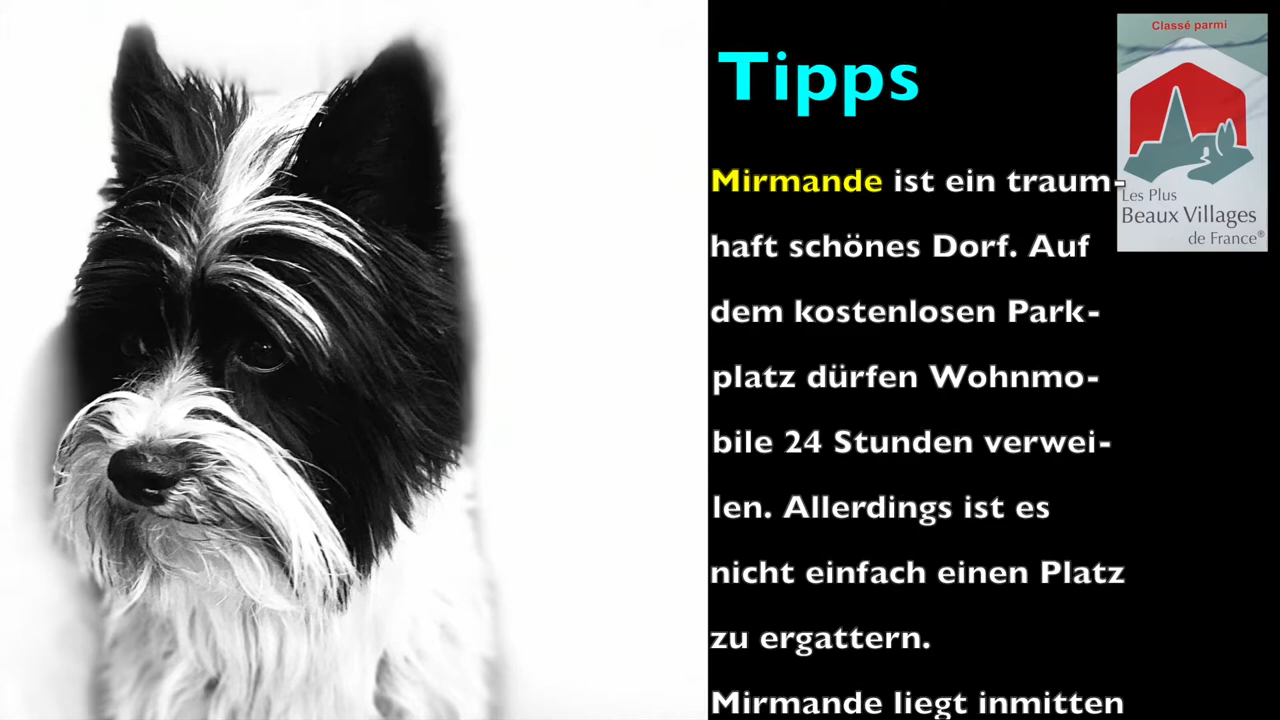 Tipps
Classé parmi
Les Plus
Beaux Villages
de France®
Mirmande ist ein traum-
haft schönes Dorf. Auf
dem kostenlosen Park-
platz dürfen Wohnmo-
bile 24 Stunden verwei-
len. Allerdings ist es
nicht einfach einen Platz
zu ergattern.
Mirmande liegt inmitten